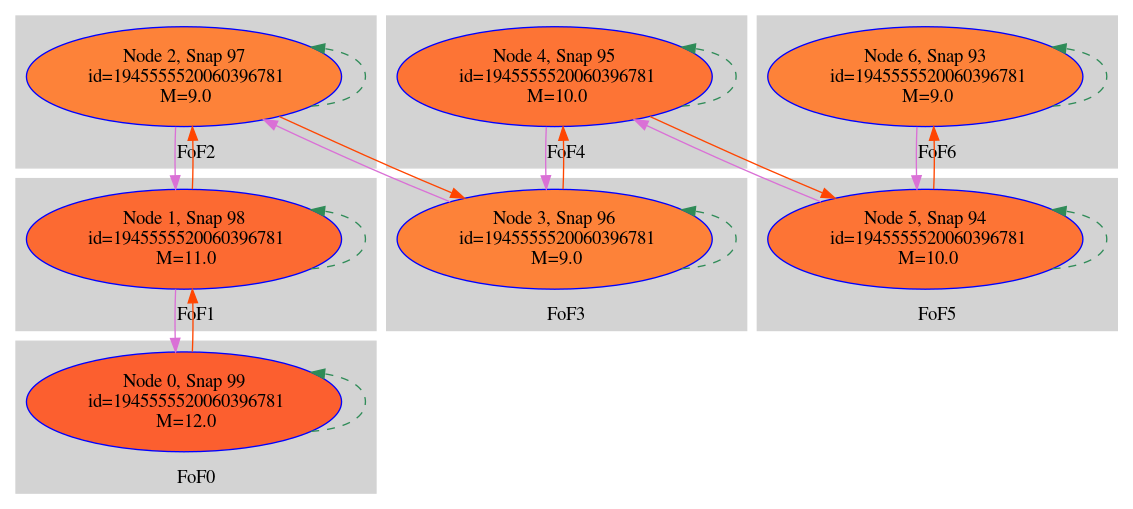 Node 2, Snap 97
id=1945555520060396781
M=9.0
FoF2
Node 4, Snap 95
id=1945555520060396781
M=10.0
FoF4
Node 6, Snap 93
id=1945555520060396781
M=9.0
FoF6
Node 1, Snap 98
id=1945555520060396781
M=11.0
FoF1
Node 3, Snap 96
id=1945555520060396781
M=9.0
FoF3
Node 5, Snap 94
id=1945555520060396781
M=10.0
FoF5
Node 0, Snap 99
id=1945555520060396781
M=12.0
FoF0